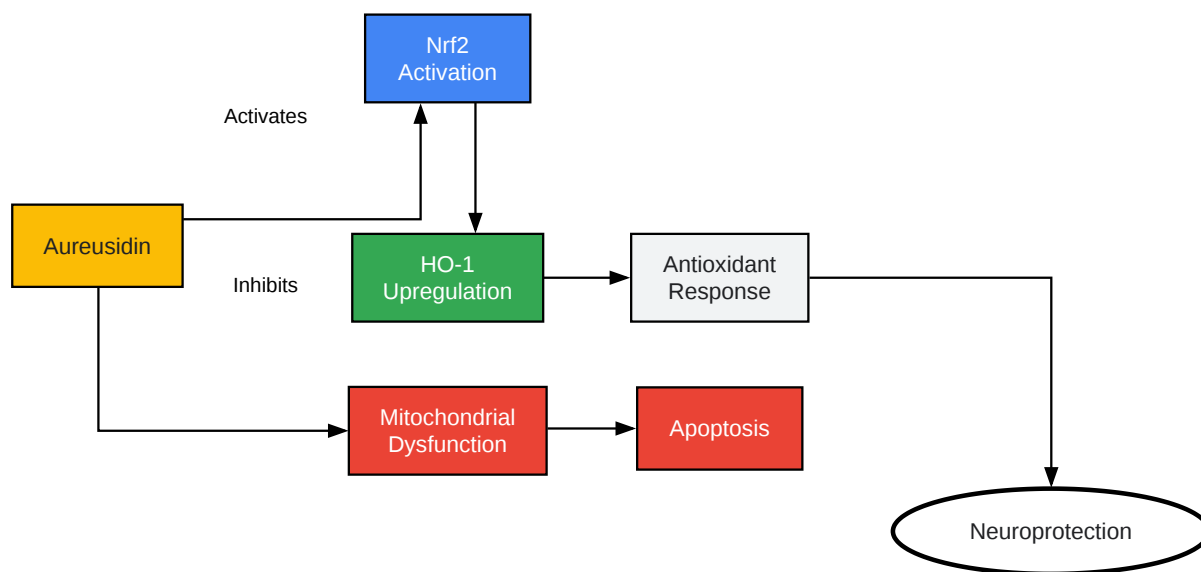 Nrf2
Activation
Activates
Aureusidin
Inhibits
HO-1
Upregulation
Antioxidant
Response
Mitochondrial
Dysfunction
Apoptosis
Neuroprotection